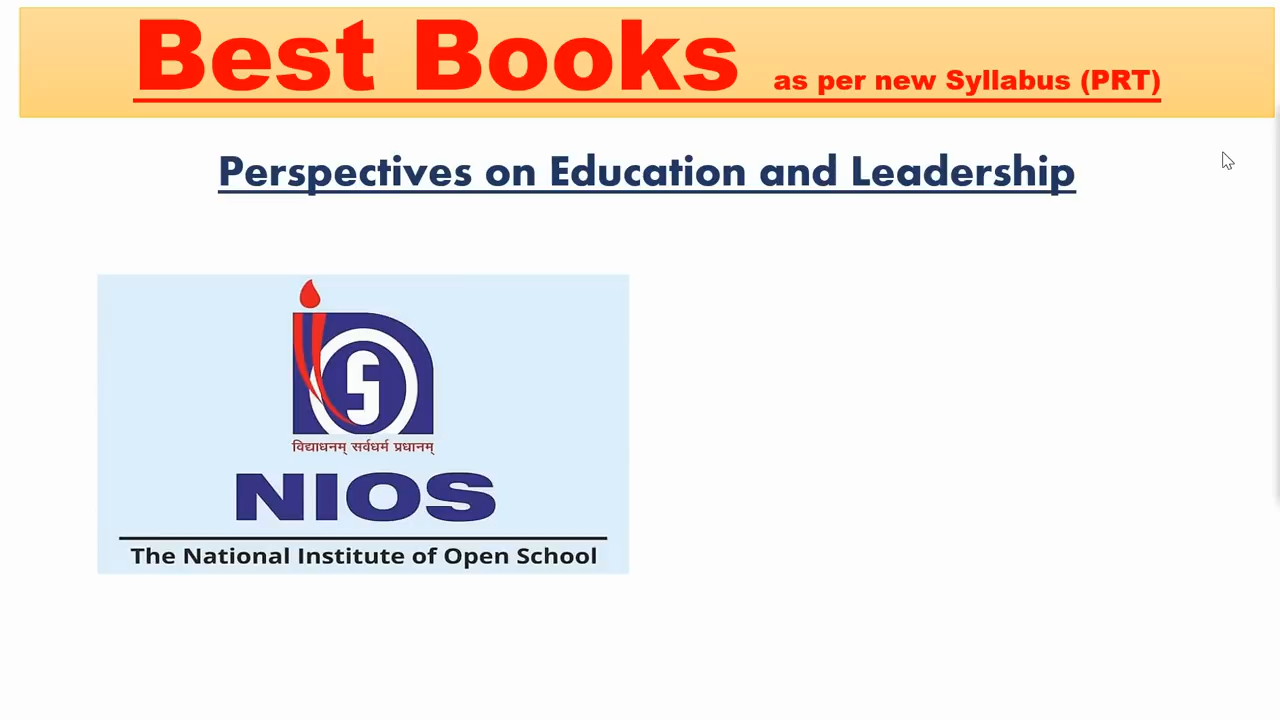 Best Books as per new Syllabus (PRT)
Perspectives on Education and Leadership
विद्याधनम् सर्वधर्म प्रधानम्
NIOS
The National Institute of Open School